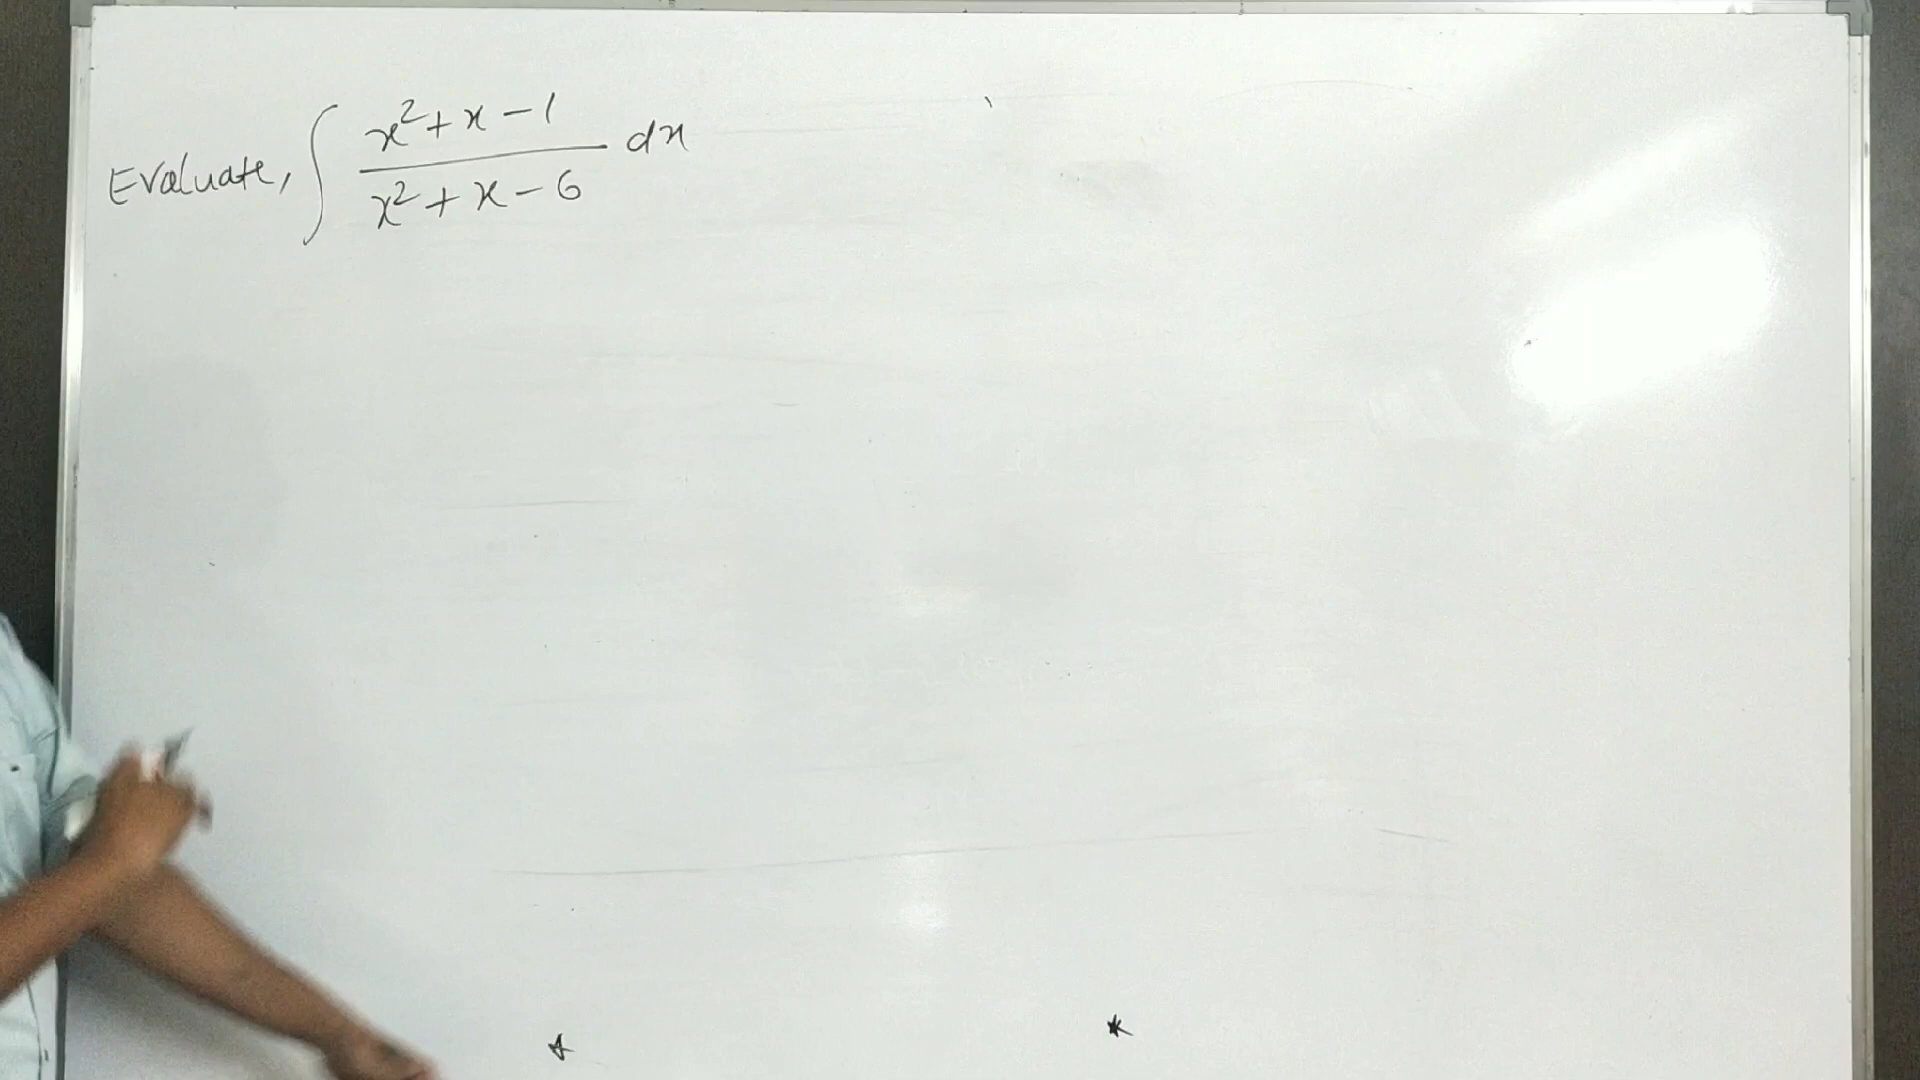 Evaluate, ∫ (x² + x - 1)/(x² + x - 6) dx